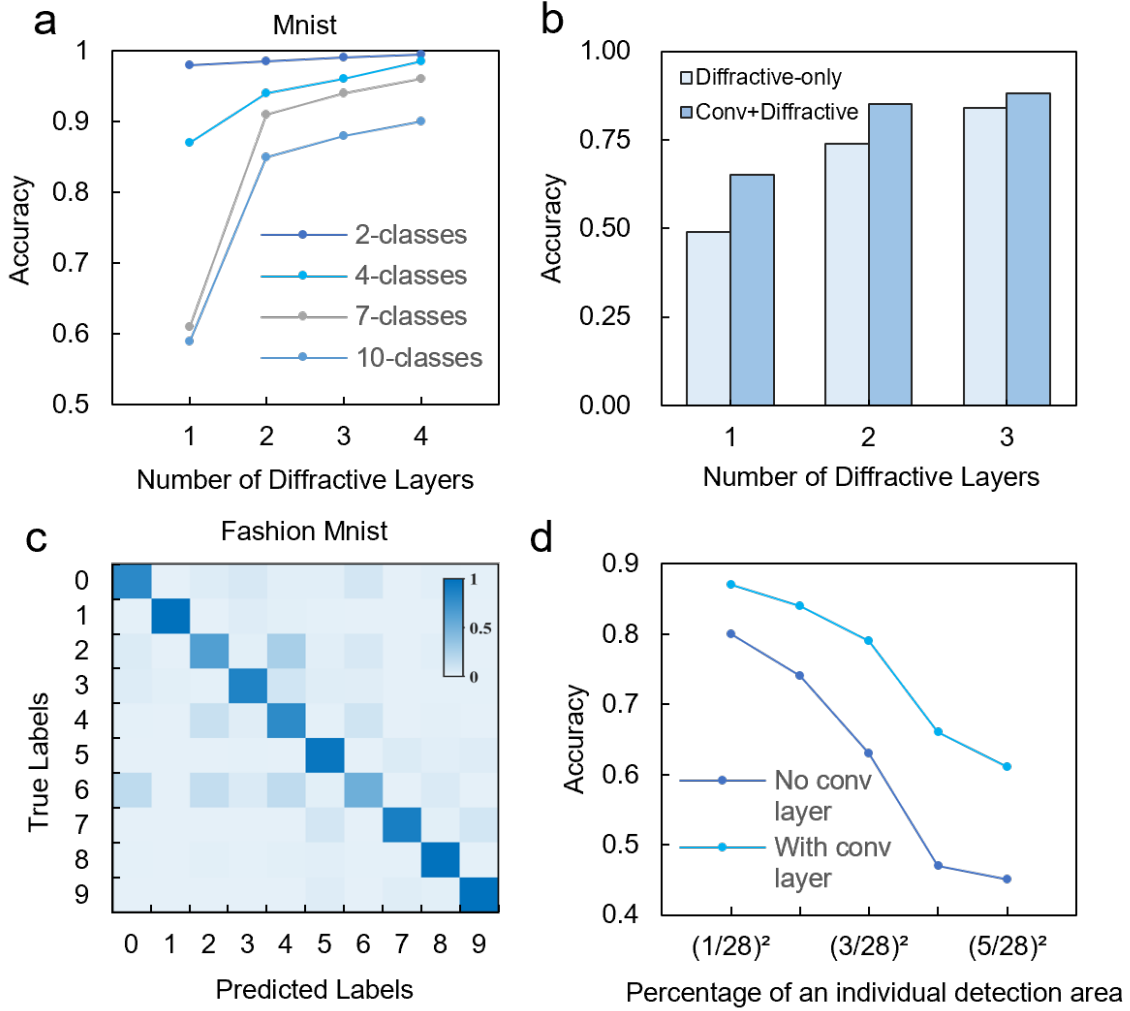 a
Mnist
1
0.9
0.8
0.7
0.6
0.5
Accuracy
2-classes
4-classes
7-classes
10-classes
1 2 3 4
Number of Diffractive Layers
b
1.00
0.75
0.50
0.25
0.00
Accuracy
Diffractive-only
Conv+Diffractive
1 2 3
Number of Diffractive Layers
c
Fashion Mnist
0
1
2
3
4
5
6
7
8
9
True Labels
1
0.5
0
0 1 2 3 4 5 6 7 8 9
Predicted Labels
d
0.9
0.8
0.7
0.6
0.5
0.4
Accuracy
No conv
layer
With conv
layer
(1/28)² (3/28)² (5/28)²
Percentage of an individual detection area